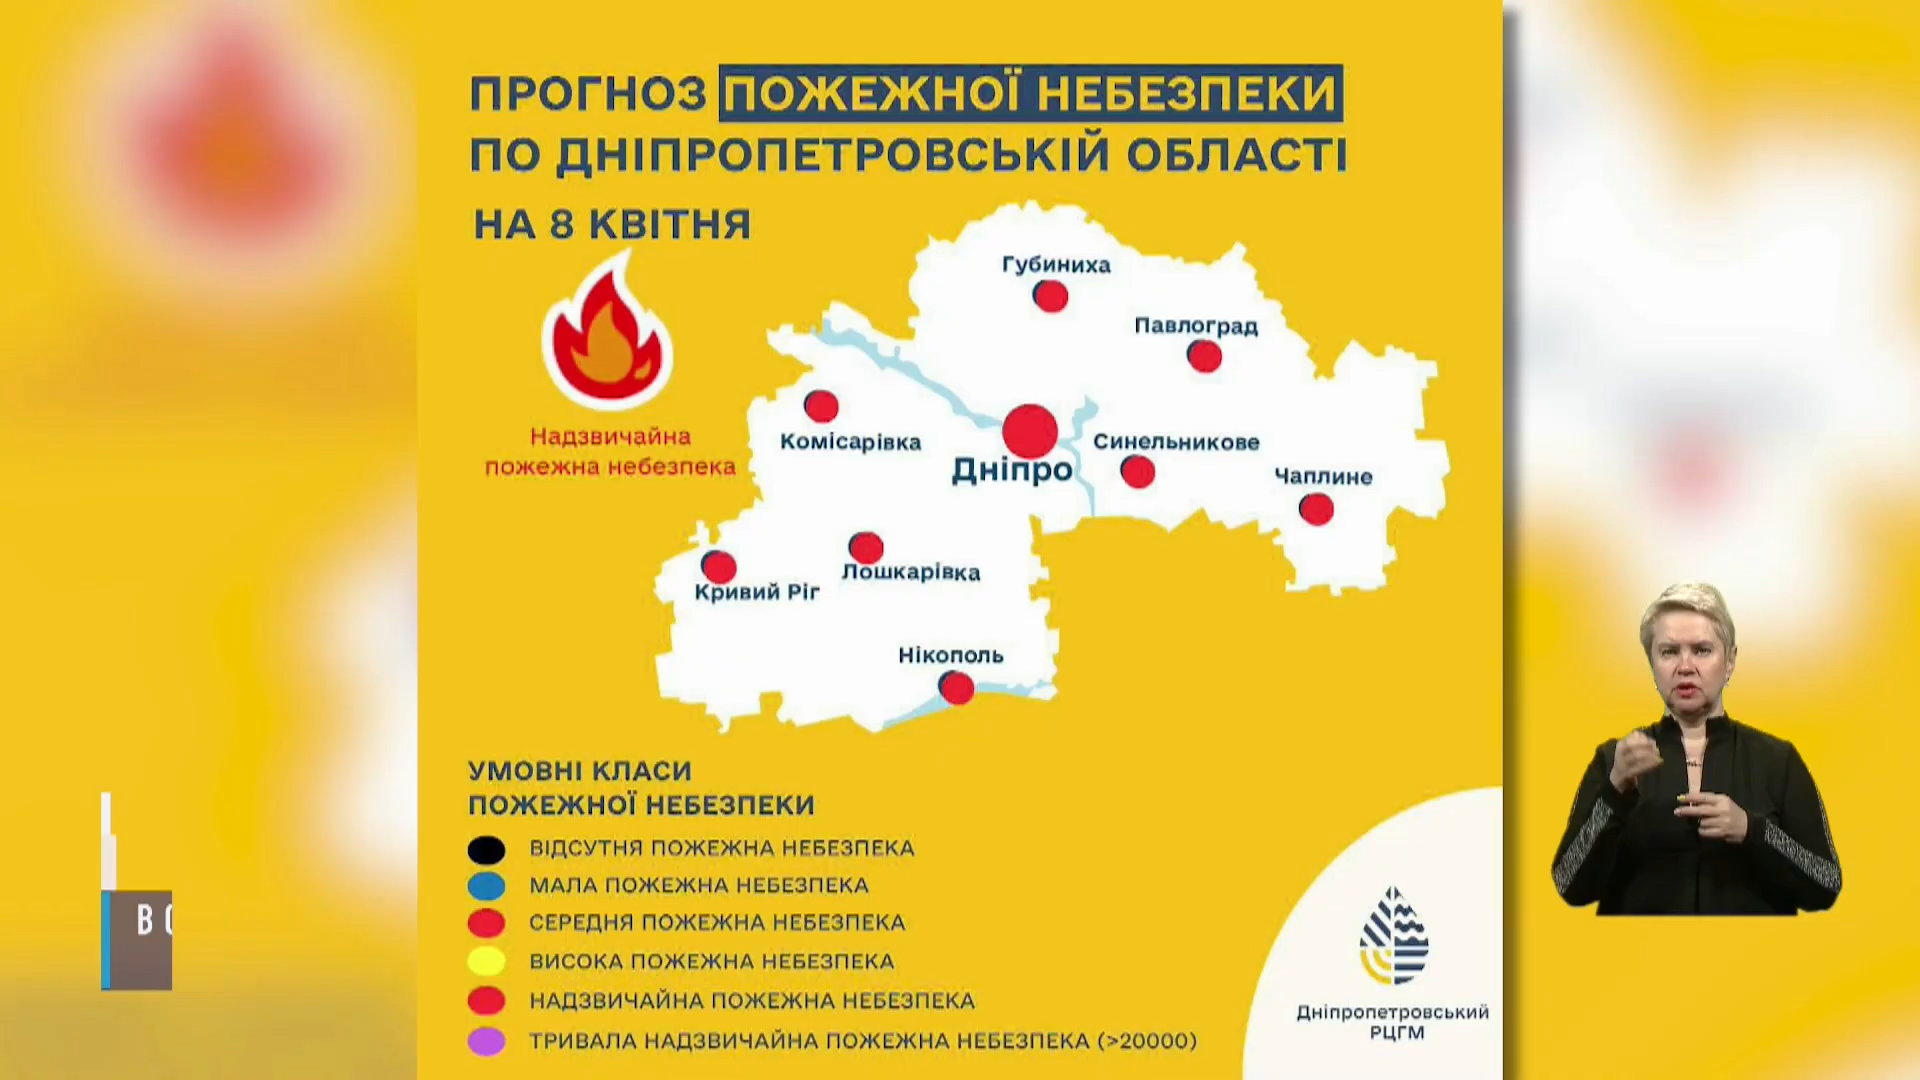 ПРОГНОЗ ПОЖЕЖНОЇ НЕБЕЗПЕКИ
ПО ДНІПРОПЕТРОВСЬКІЙ ОБЛАСТІ
НА 8 КВІТНЯ
Надзвичайна
пожежна небезпека
Губиниха
Павлоград
Комісарівка
Дніпро
Синельникове
Чаплине
Лошкарівка
Кривий Ріг
Нікополь
УМОВНІ КЛАСИ
ПОЖЕЖНОЇ НЕБЕЗПЕКИ
ВІДСУТНЯ ПОЖЕЖНА НЕБЕЗПЕКА
МАЛА ПОЖЕЖНА НЕБЕЗПЕКА
СЕРЕДНЯ ПОЖЕЖНА НЕБЕЗПЕКА
ВИСОКА ПОЖЕЖНА НЕБЕЗПЕКА
НАДЗВИЧАЙНА ПОЖЕЖНА НЕБЕЗПЕКА
ТРИВАЛА НАДЗВИЧАЙНА ПОЖЕЖНА НЕБЕЗПЕКА (>20000)
Дніпропетровський
РЦГМ